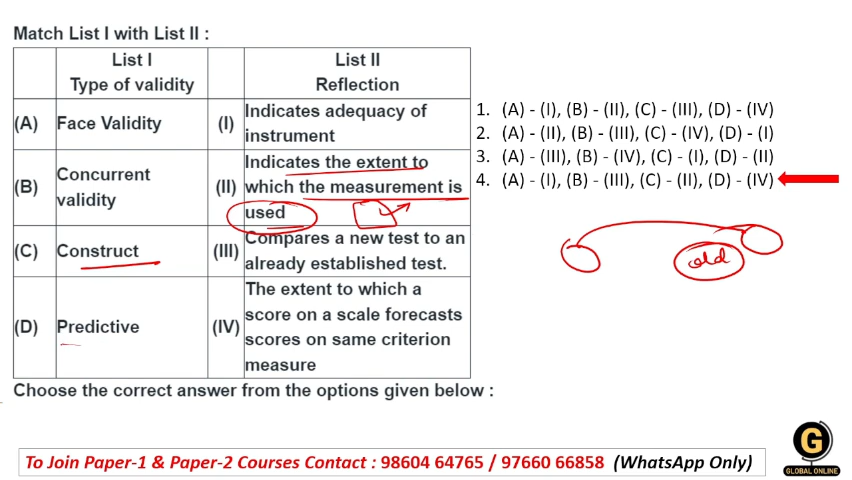 Match List I with List II :
List I
Type of validity
List II
Reflection
(A) Face Validity (I) Indicates adequacy of
instrument
(B) Concurrent
validity
(II) Indicates the extent to
which the measurement is
used
(C) Construct (III) Compares a new test to an
already established test.
(D) Predictive (IV) The extent to which a
score on a scale forecasts
scores on same criterion
measure
Choose the correct answer from the options given below :
1. (A) - (I), (B) - (II), (C) - (III), (D) - (IV)
2. (A) - (II), (B) - (III), (C) - (IV), (D) - (I)
3. (A) - (III), (B) - (IV), (C) - (I), (D) - (II)
4. (A) - (I), (B) - (III), (C) - (II), (D) - (IV)
old
To Join Paper-1 & Paper-2 Courses Contact : 98604 64765 / 97660 66858 (WhatsApp Only)
G
GLOBAL ONLINE